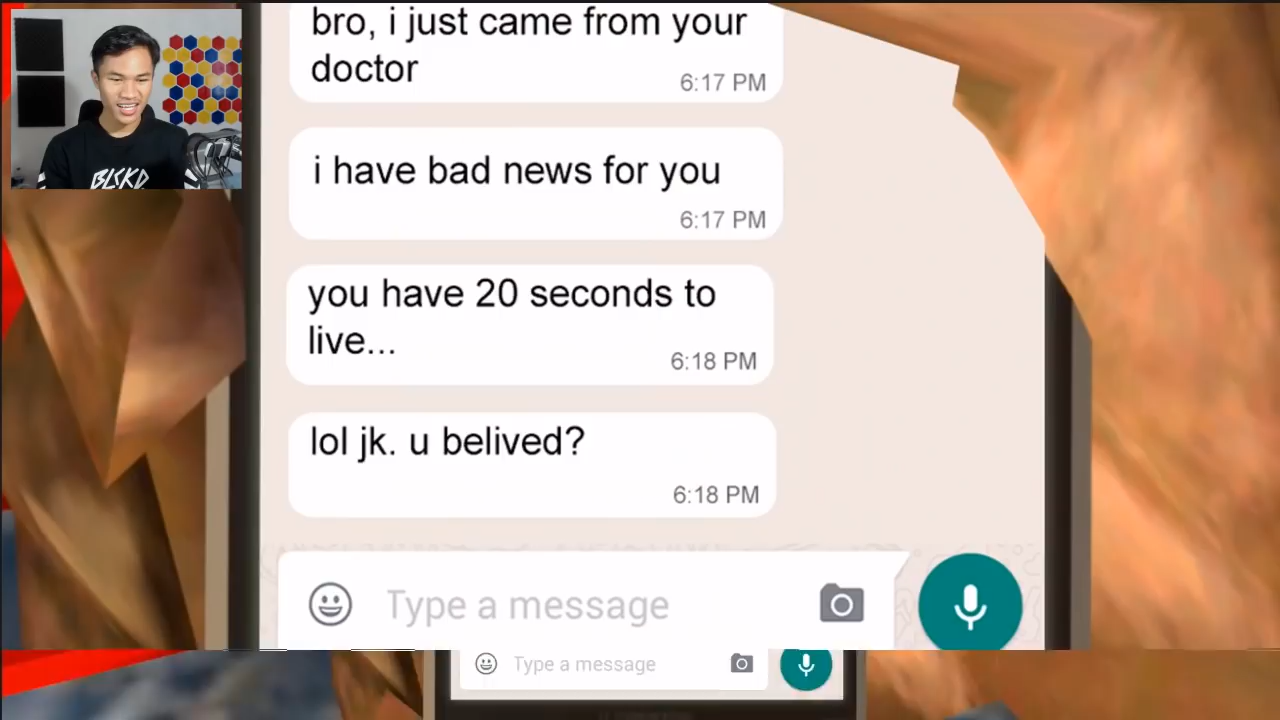 bro, i just came from your
doctor
6:17 PM
i have bad news for you
6:17 PM
you have 20 seconds to
live...
6:18 PM
lol jk. u belived?
6:18 PM
Type a message
Type a message
BLCKD